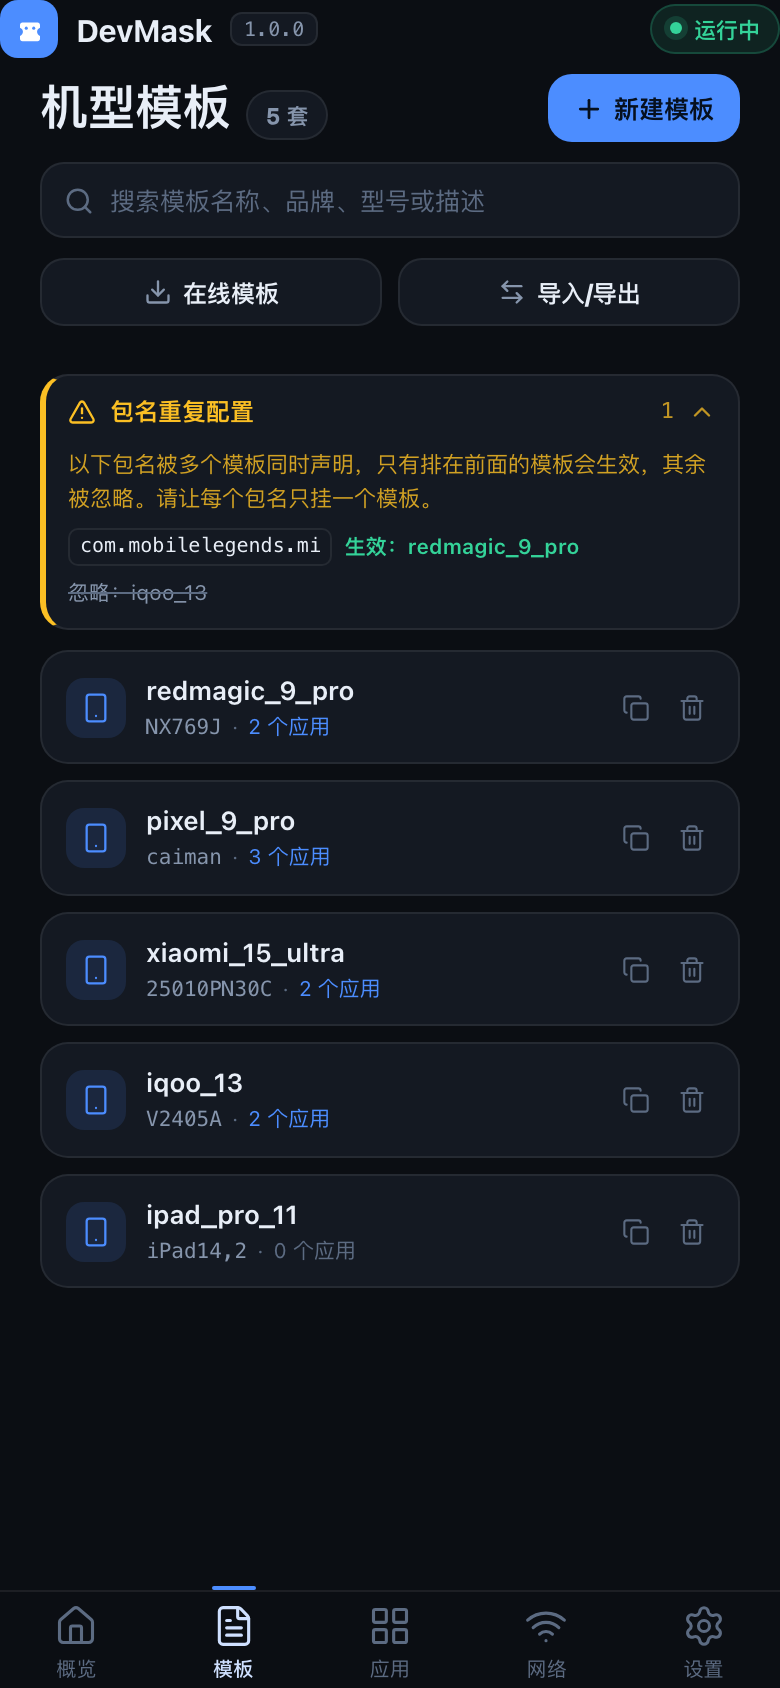 DevMask 1.0.0 运行中
机型模板 5 套 新建模板
搜索模板名称、品牌、型号或描述
在线模板 导入/导出
包名重复配置 1
以下包名被多个模板同时声明，只有排在前面的模板会生效，其余
被忽略。请让每个包名只挂一个模板。
com.mobilelegends.mi 生效：redmagic_9_pro
忽略：iqoo_13
redmagic_9_pro
NX769J · 2 个应用
pixel_9_pro
caiman · 3 个应用
xiaomi_15_ultra
25010PN30C · 2 个应用
iqoo_13
V2405A · 2 个应用
ipad_pro_11
iPad14,2 · 0 个应用
概览 模板 应用 网络 设置